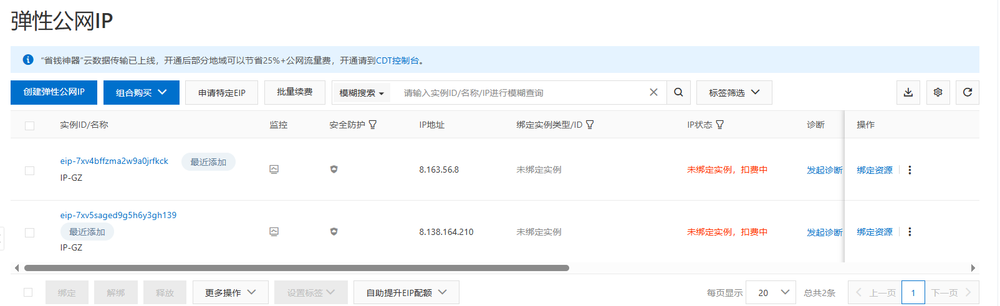 弹性公网IP
“省钱神器”云数据传输已上线，开通后部分地域可以节省25%+公网流量费，开通请到CDT控制台。
创建弹性公网IP 组合购买 申请特定EIP 批量续费 模糊搜索 请输入实例ID/名称/IP进行模糊查询 标签筛选
实例ID/名称 监控 安全防护 IP地址 绑定实例类型/ID IP状态 诊断 操作
eip-7xv4bffzma2w9a0jrfkck 最近添加
IP-GZ
8.163.56.8 未绑定实例 未绑定实例，扣费中 发起诊断 绑定资源
eip-7xv5saged9g5h6y3gh139
最近添加
IP-GZ
8.138.164.210 未绑定实例 未绑定实例，扣费中 发起诊断 绑定资源
绑定 解绑 释放 更多操作 设置标签 自助提升EIP配额 每页显示 20 总共2条 上一页 1 下一页